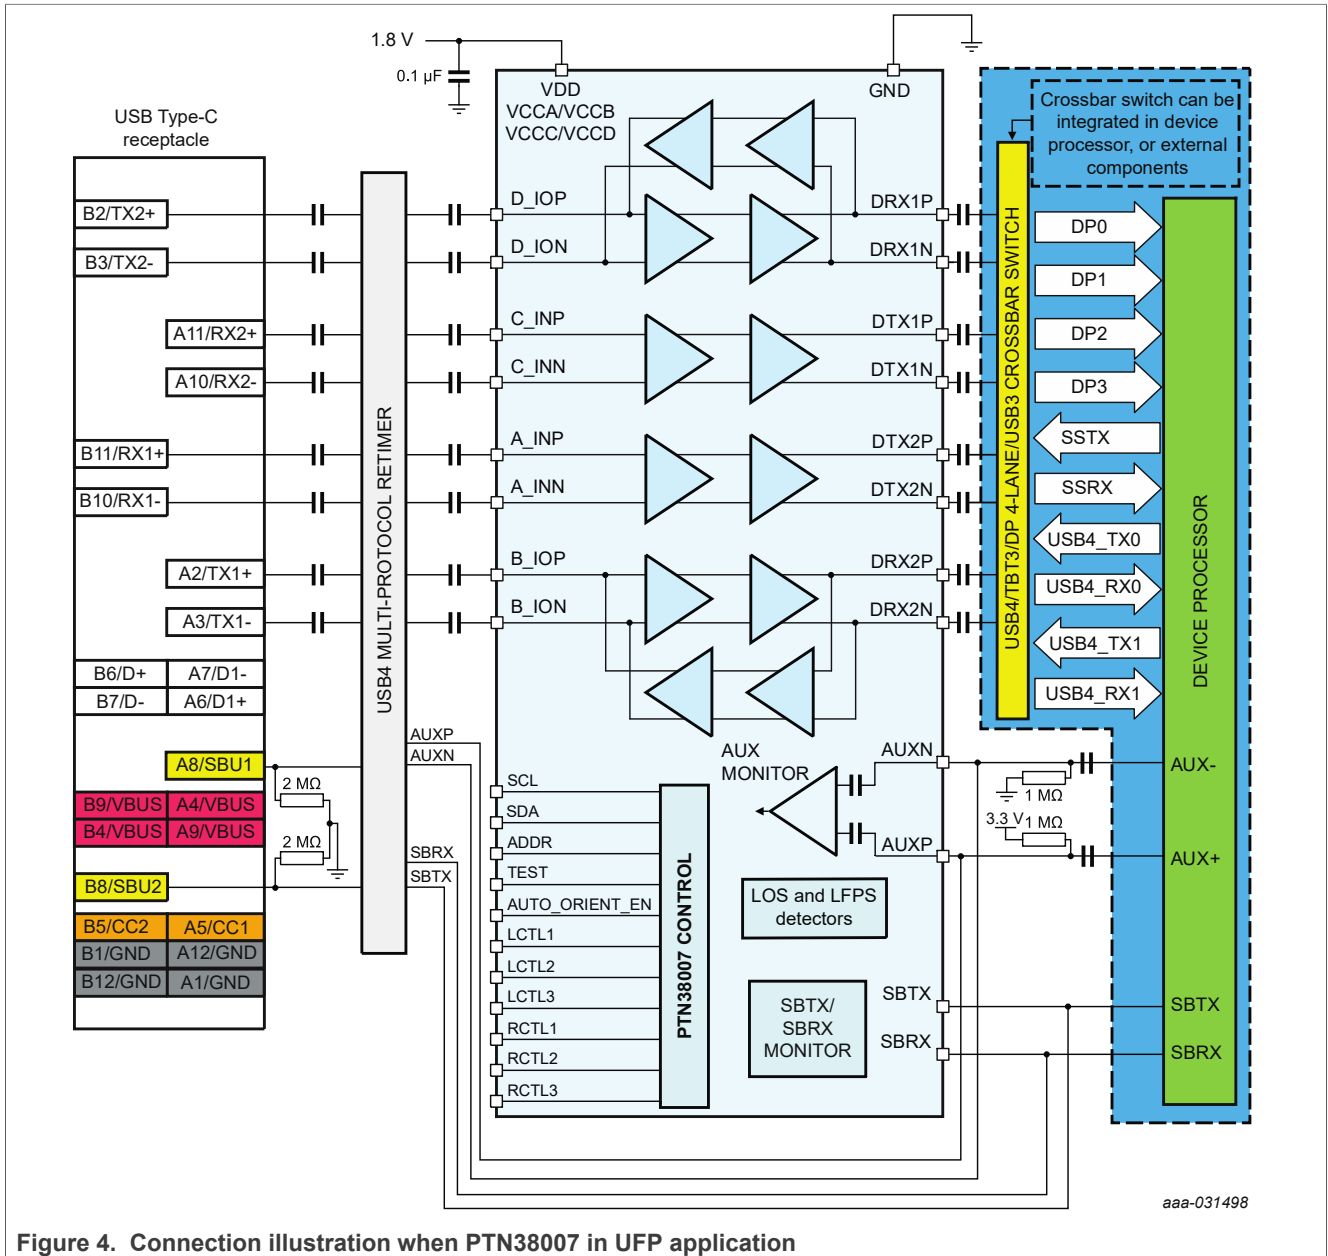 1.8 V
0.1 µF
VDD
VCCA/VCCB
VCCC/VCCD
GND
Crossbar switch can be
integrated in device
processor, or external
components
USB Type-C
receptacle
B2/TX2+
B3/TX2-
A11/RX2+
A10/RX2-
B11/RX1+
B10/RX1-
A2/TX1+
A3/TX1-
B6/D+ A7/D1-
B7/D- A6/D1+
A8/SBU1
B9/VBUS A4/VBUS
B4/VBUS A9/VBUS
B8/SBU2
B5/CC2 A5/CC1
B1/GND A12/GND
B12/GND A1/GND
2 MΩ
2 MΩ
USB4 MULTI-PROTOCOL RETIMER
AUXP
AUXN
SBRX
SBTX
D_IOP
D_ION
C_INP
C_INN
A_INP
A_INN
B_IOP
B_ION
DRX1P
DRX1N
DTX1P
DTX1N
DTX2P
DTX2N
DRX2P
DRX2N
SCL
SDA
ADDR
TEST
AUTO_ORIENT_EN
LCTL1
LCTL2
LCTL3
RCTL1
RCTL2
RCTL3
PTN38007 CONTROL
AUX
MONITOR
AUXN
AUXP
LOS and LFPS
detectors
SBTX/
SBRX
MONITOR
SBTX
SBRX
USB4/TBT3/DP 4-LANE/USB3 CROSSBAR SWITCH
DP0
DP1
DP2
DP3
SSTX
SSRX
USB4_TX0
USB4_RX0
USB4_TX1
USB4_RX1
DEVICE PROCESSOR
1 MΩ
3.3 V
1 MΩ
AUX-
AUX+
SBTX
SBRX
aaa-031498
Figure 4. Connection illustration when PTN38007 in UFP application